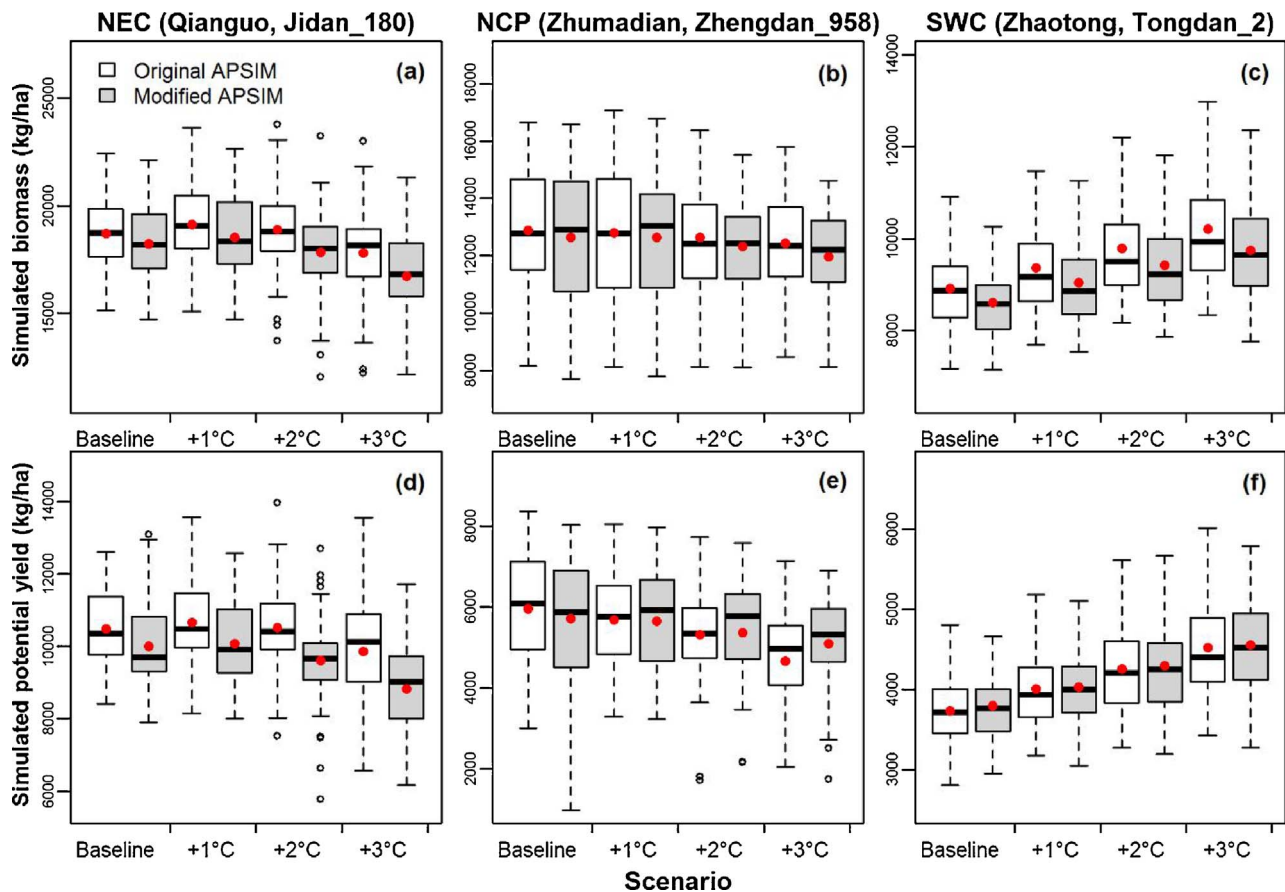 NEC (Qianguo, Jidan_180)
NCP (Zhumadian, Zhengdan_958)
SWC (Zhaotong, Tongdan_2)
Simulated biomass (kg/ha)
25000
20000
15000
Original APSIM
Modified APSIM
(a)
Baseline +1°C +2°C +3°C
18000
16000
14000
12000
10000
8000
(b)
Baseline +1°C +2°C +3°C
14000
12000
10000
8000
(c)
Baseline +1°C +2°C +3°C
Simulated potential yield (kg/ha)
14000
12000
10000
8000
6000
(d)
Baseline +1°C +2°C +3°C
8000
6000
4000
2000
(e)
Baseline +1°C +2°C +3°C
6000
5000
4000
3000
(f)
Baseline +1°C +2°C +3°C
Scenario